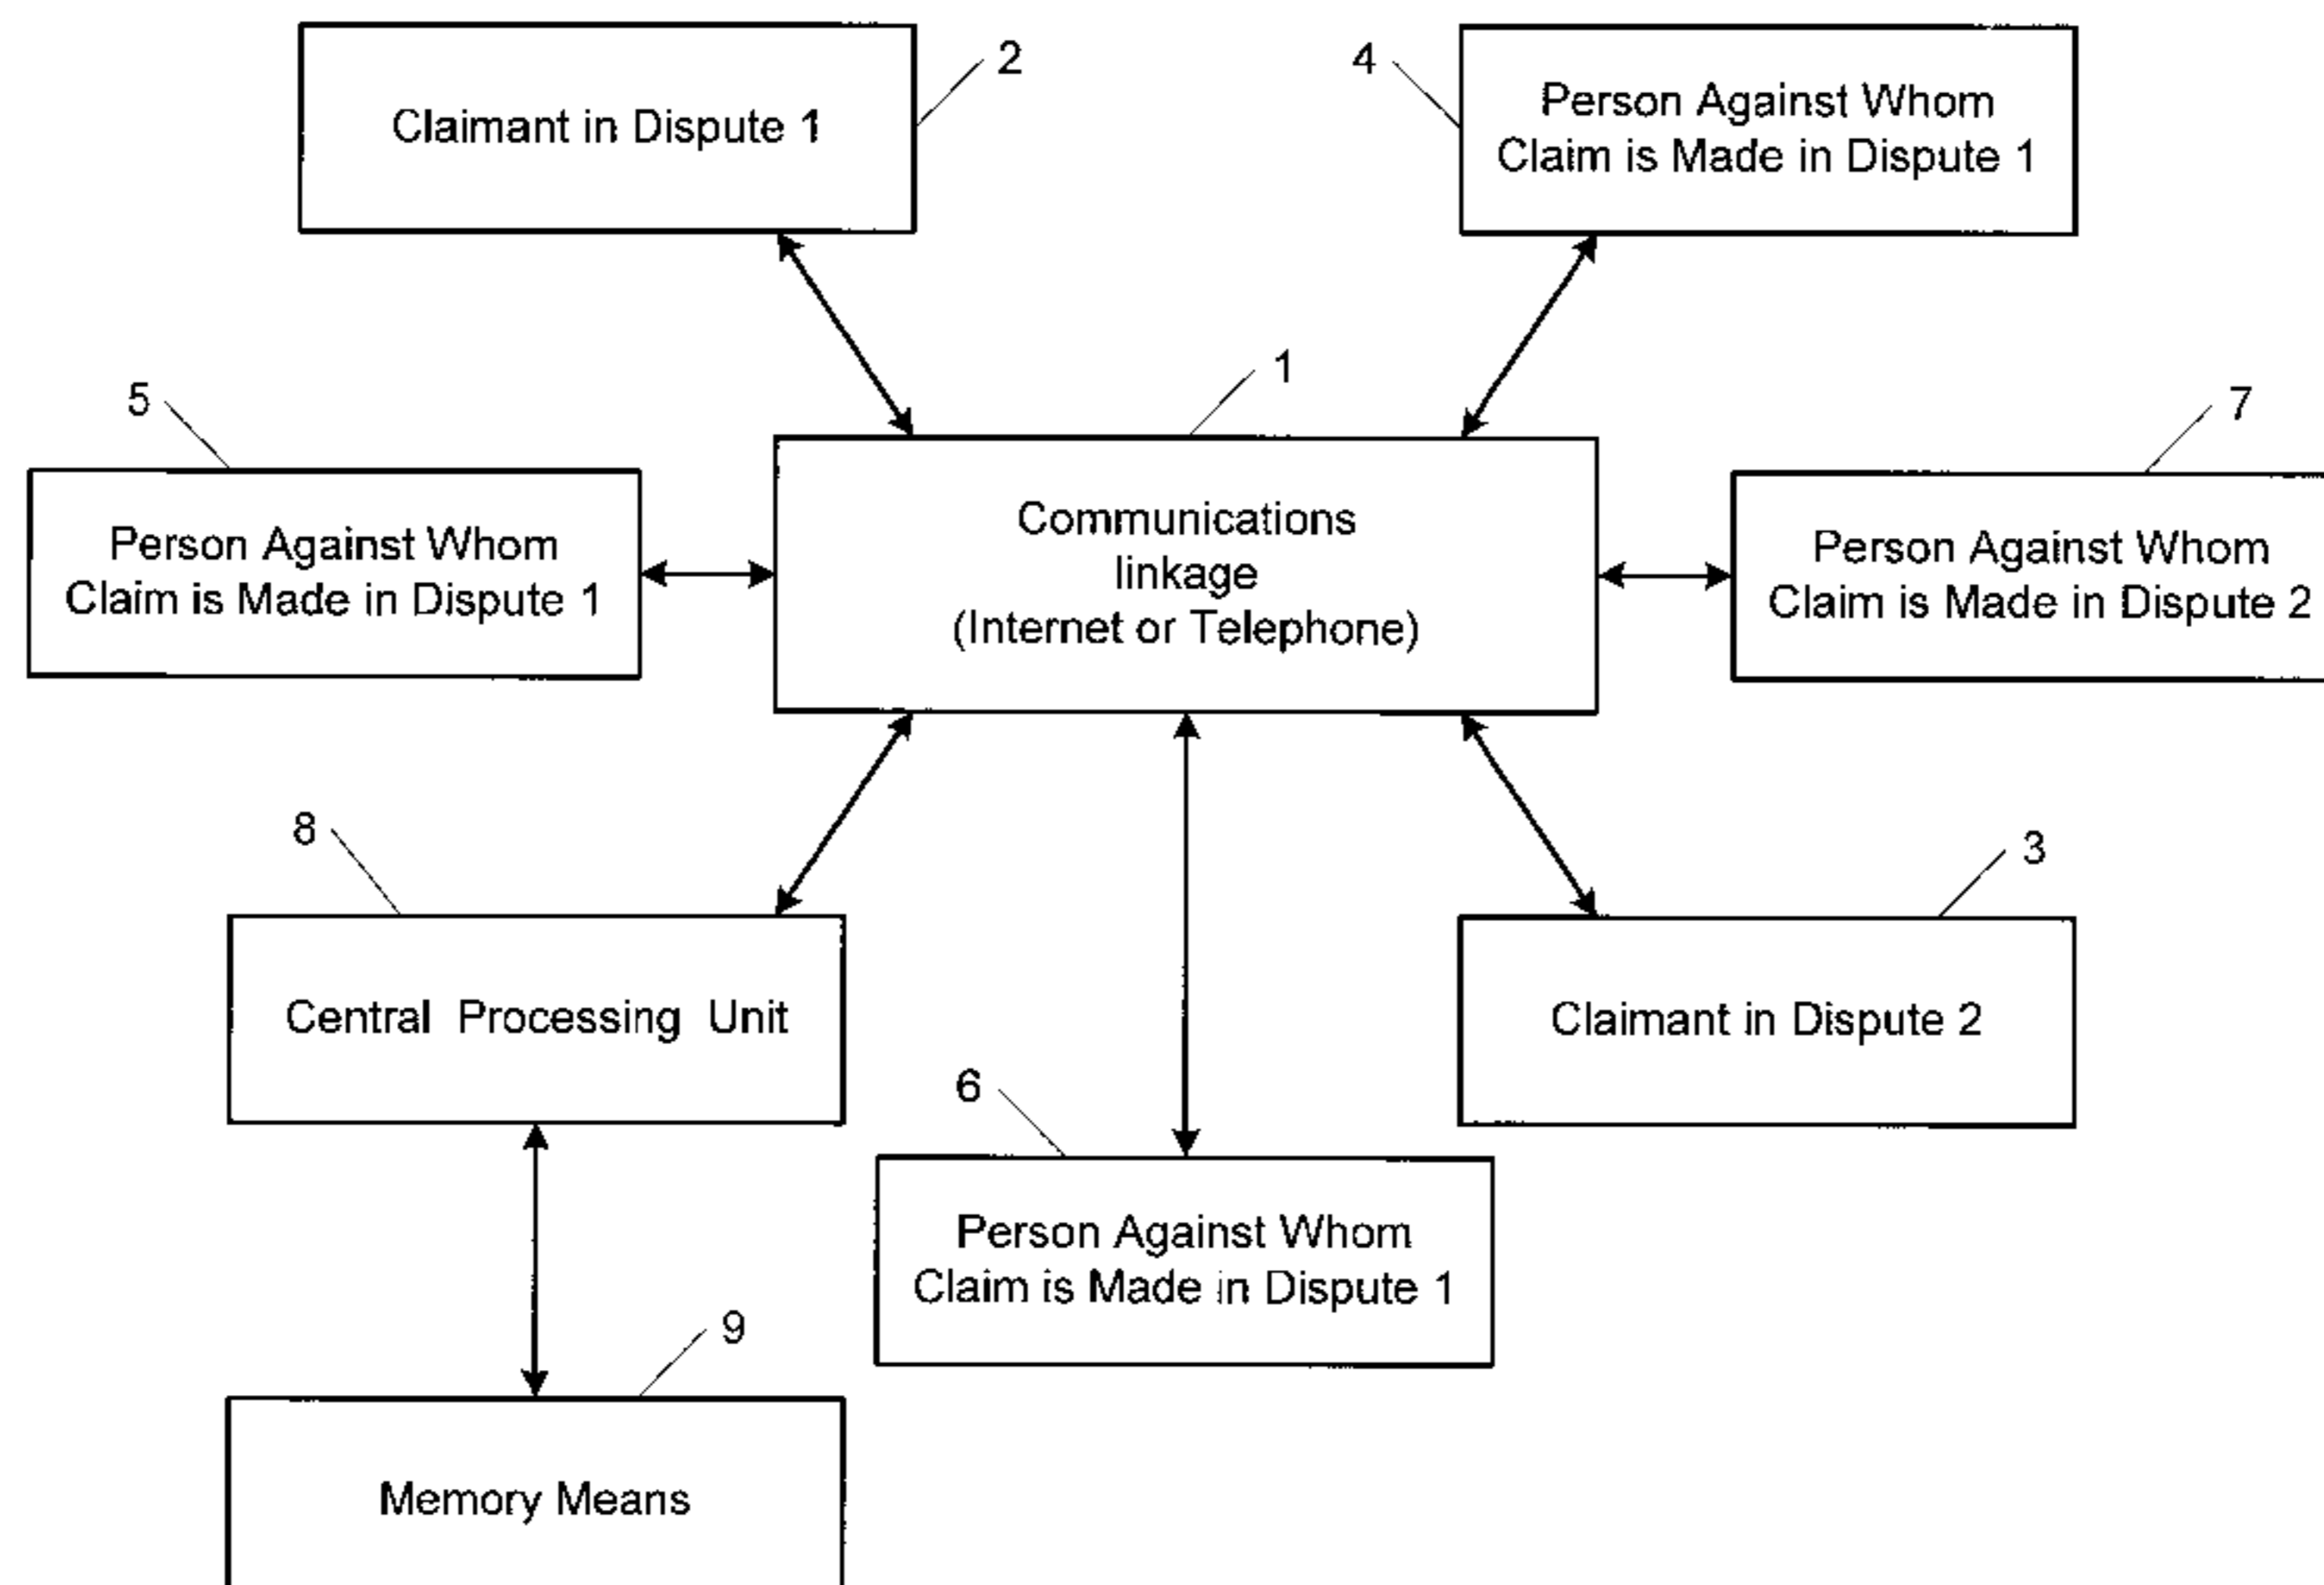 2
Claimant in Dispute 1
4
Person Against Whom
Claim is Made in Dispute 1
1
Communications
linkage
(Internet or Telephone)
5
Person Against Whom
Claim is Made in Dispute 1
7
Person Against Whom
Claim is Made in Dispute 2
8
Central Processing Unit
3
Claimant in Dispute 2
6
Person Against Whom
Claim is Made in Dispute 1
9
Memory Means